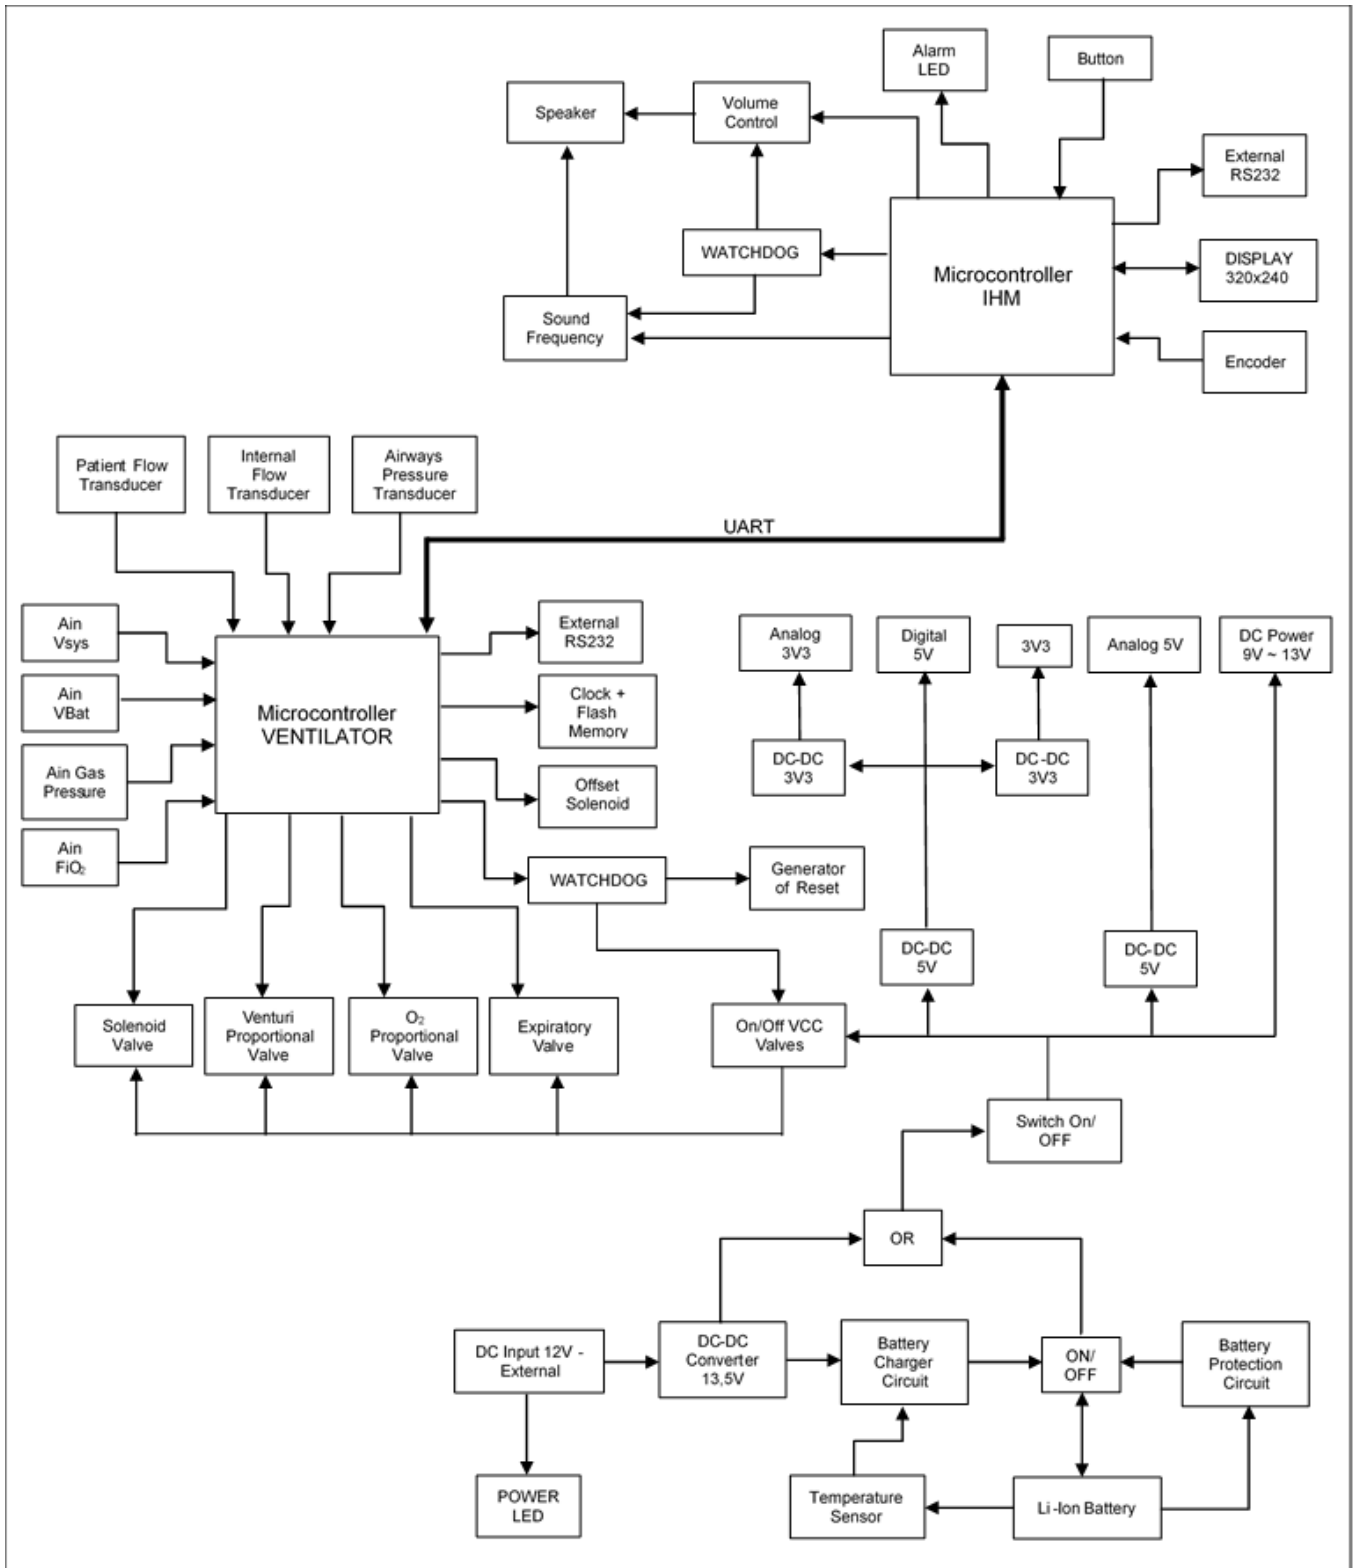 Alarm
LED
Button
Speaker
Volume
Control
External
RS232
WATCHDOG
Microcontroller
IHM
DISPLAY
320x240
Sound
Frequency
Encoder
Patient Flow
Transducer
Internal
Flow
Transducer
Airways
Pressure
Transducer
UART
Ain
Vsys
Ain
VBat
Ain Gas
Pressure
Ain
FiO₂
Microcontroller
VENTILATOR
External
RS232
Clock +
Flash
Memory
Offset
Solenoid
WATCHDOG
Generator
of Reset
Analog
3V3
Digital
5V
3V3
Analog 5V
DC Power
9V ~ 13V
DC-DC
3V3
DC-DC
3V3
DC-DC
5V
DC-DC
5V
Solenoid
Valve
Venturi
Proportional
Valve
O₂
Proportional
Valve
Expiratory
Valve
On/Off VCC
Valves
Switch On/
OFF
OR
DC Input 12V -
External
DC-DC
Converter
13,5V
Battery
Charger
Circuit
ON/
OFF
Battery
Protection
Circuit
POWER
LED
Temperature
Sensor
Li-Ion Battery